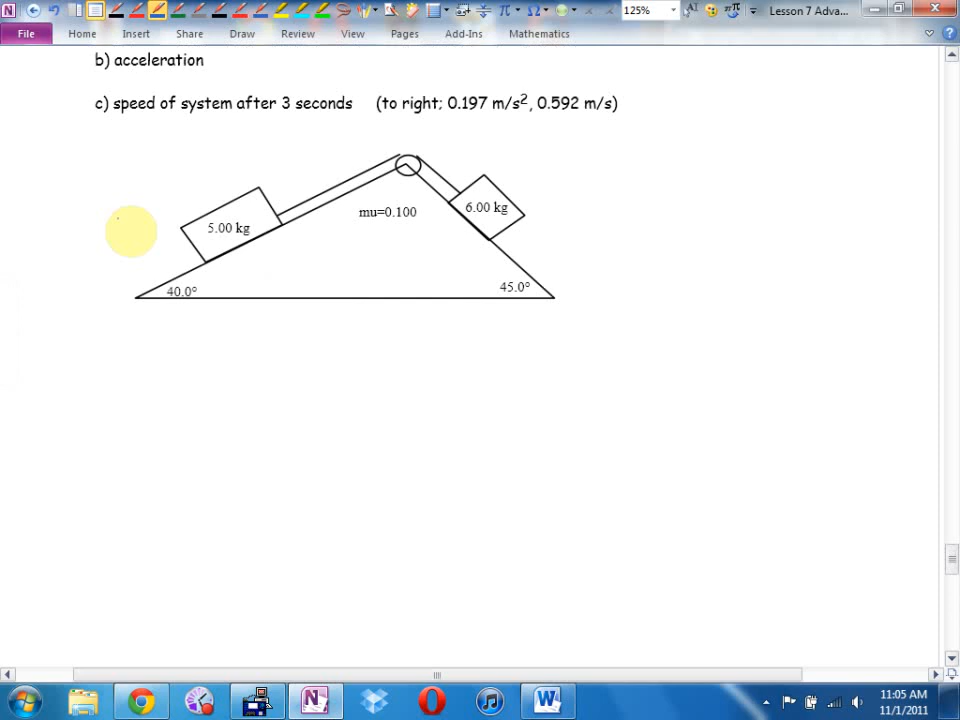 125%
Lesson 7 Adva...
File Home Insert Share Draw Review View Pages Add-Ins Mathematics
b) acceleration
c) speed of system after 3 seconds (to right; 0.197 m/s², 0.592 m/s)
5.00 kg
mu=0.100
6.00 kg
40.0°
45.0°
11:05 AM
11/1/2011